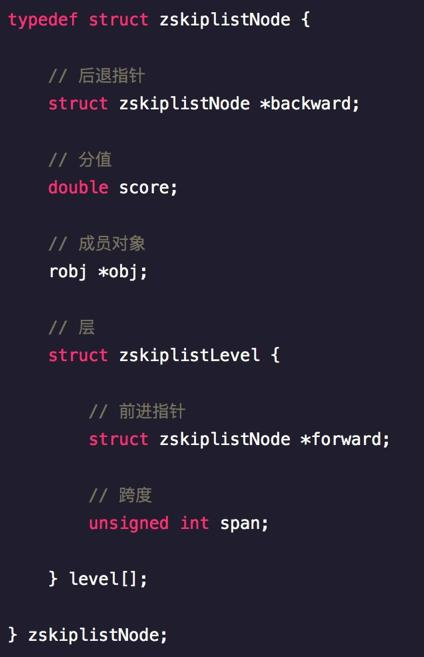 typedef struct zskiplistNode {
// 后退指针
struct zskiplistNode *backward;
// 分值
double score;
// 成员对象
robj *obj;
// 层
struct zskiplistLevel {
// 前进指针
struct zskiplistNode *forward;
// 跨度
unsigned int span;
} level[];
} zskiplistNode;